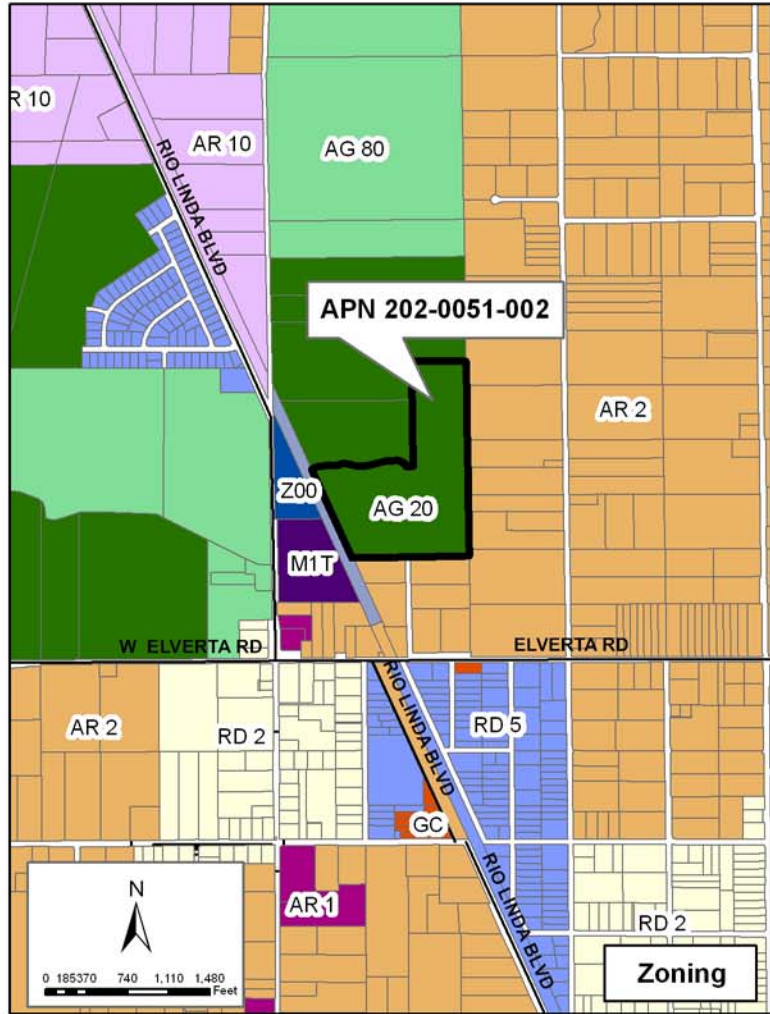 R 10
AR 10
AG 80
RIO LINDA BLVD
APN 202-0051-002
AR 2
Z00
AG 20
M1T
W ELVERTA RD
ELVERTA RD
AR 2
RD 2
RIO LINDA BLVD
RD 5
GC
RIO LINDA BLVD
AR 1
RD 2
N
0 185370 740 1,110 1,480
Feet
Zoning